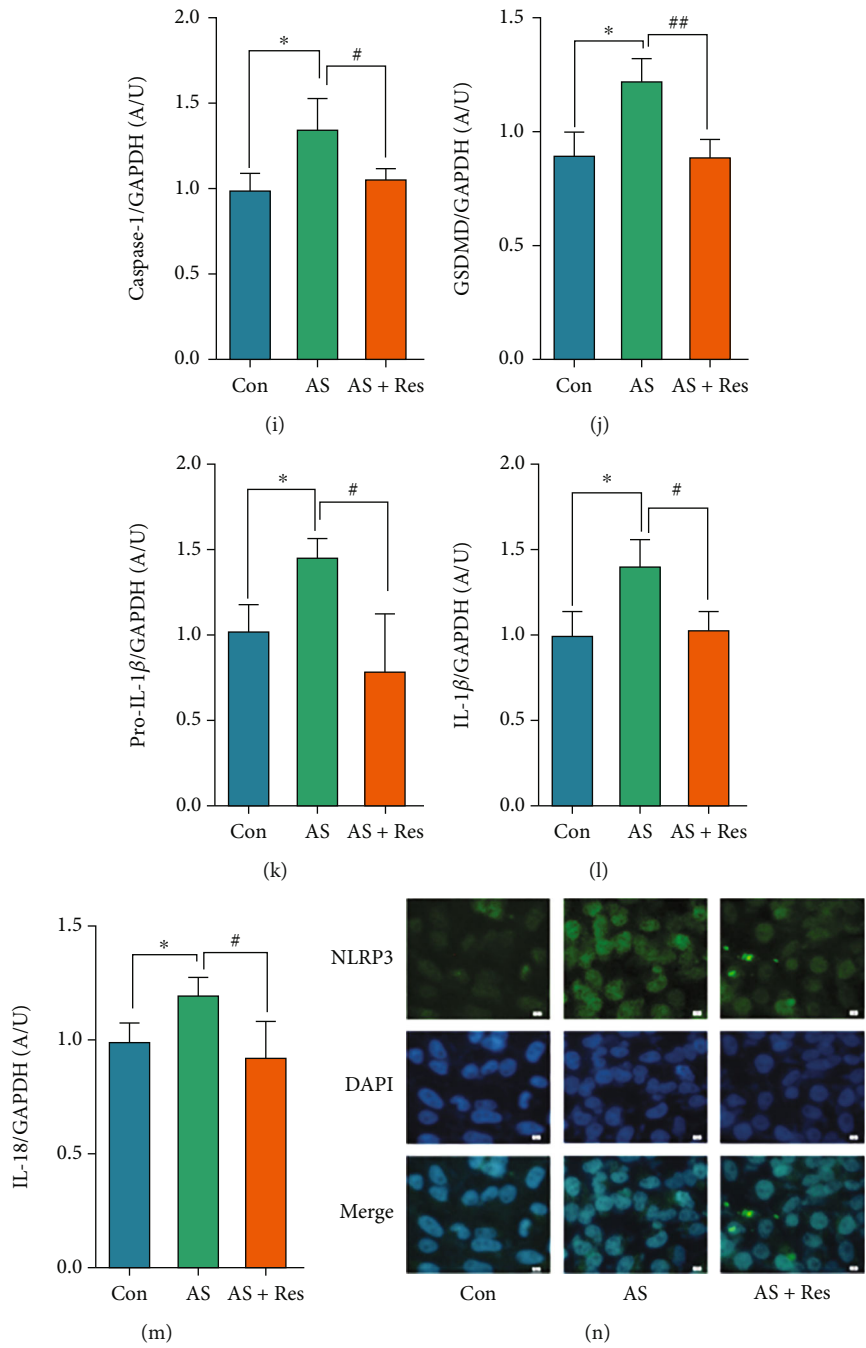 Caspase-1/GAPDH (A/U)
2.0
1.5
1.0
0.5
0.0
*
#
Con AS AS + Res
(i)
GSDMD/GAPDH (A/U)
1.5
1.0
0.5
0.0
*
##
Con AS AS + Res
(j)
Pro-IL-1β/GAPDH (A/U)
2.0
1.5
1.0
0.5
0.0
*
#
Con AS AS + Res
(k)
IL-1β/GAPDH (A/U)
2.0
1.5
1.0
0.5
0.0
*
#
Con AS AS + Res
(l)
IL-18/GAPDH (A/U)
1.5
1.0
0.5
0.0
*
#
Con AS AS + Res
(m)
NLRP3
DAPI
Merge
Con AS AS + Res
(n)